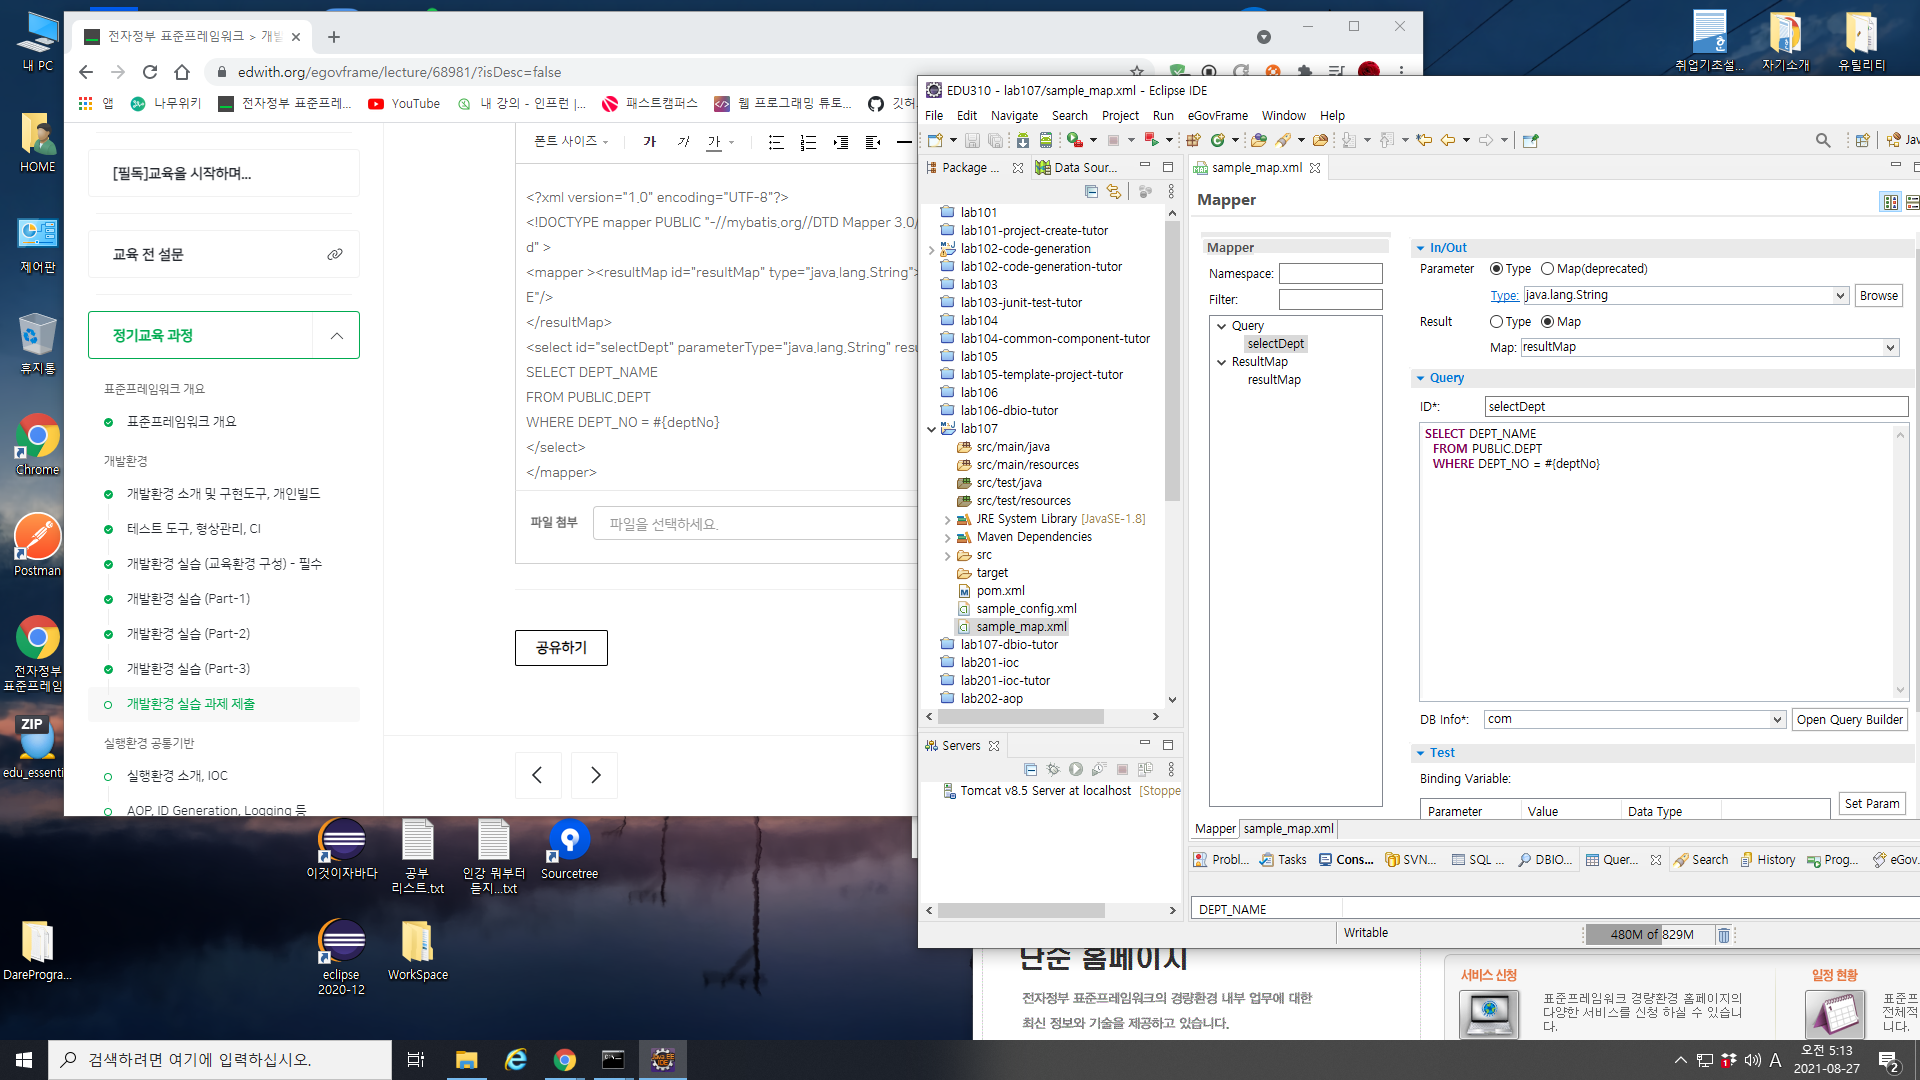 내 PC
HOME
제어판
휴지통
Chrome
Postman
전자정부
표준프레임
ZIP
edu_essenti
DareProgra...
전자정부 표준프레임워크 > 개발
edwith.org/egovframe/lecture/68981/?isDesc=false
앱
나무위키
전자정부 표준프레...
YouTube
내 강의 - 인프런 |...
패스트캠퍼스
웹 프로그래밍 튜토...
깃허
[필독]교육을 시작하며...
교육 전 설문
정기교육 과정
표준프레임워크 개요
표준프레임워크 개요
개발환경
개발환경 소개 및 구현도구, 개인빌드
테스트 도구, 형상관리, CI
개발환경 실습 (교육환경 구성) - 필수
개발환경 실습 (Part-1)
개발환경 실습 (Part-2)
개발환경 실습 (Part-3)
개발환경 실습 과제 제출
실행환경 공통기반
실행환경 소개, IOC
AOP, ID Generation, Logging 등
폰트 사이즈
가 가 가
<?xml version="1.0" encoding="UTF-8"?>
<!DOCTYPE mapper PUBLIC "-//mybatis.org//DTD Mapper 3.0/
d" >
<mapper ><resultMap id="resultMap" type="java.lang.String">
E"/>
</resultMap>
<select id="selectDept" parameterType="java.lang.String" resu
SELECT DEPT_NAME
FROM PUBLIC.DEPT
WHERE DEPT_NO = #{deptNo}
</select>
</mapper>
파일 첨부
파일을 선택하세요.
공유하기
EDU310 - lab107/sample_map.xml - Eclipse IDE
File Edit Navigate Search Project Run eGovFrame Window Help
Jav
Package ...
Data Sour...
lab101
lab101-project-create-tutor
lab102-code-generation
lab102-code-generation-tutor
lab103
lab103-junit-test-tutor
lab104
lab104-common-component-tutor
lab105
lab105-template-project-tutor
lab106
lab106-dbio-tutor
lab107
src/main/java
src/main/resources
src/test/java
src/test/resources
JRE System Library [JavaSE-1.8]
Maven Dependencies
src
target
pom.xml
sample_config.xml
sample_map.xml
lab107-dbio-tutor
lab201-ioc
lab201-ioc-tutor
lab202-aop
Servers
Tomcat v8.5 Server at localhost [Stoppe
sample_map.xml
Mapper
Mapper
Namespace:
Filter:
Query
selectDept
ResultMap
resultMap
In/Out
Parameter Type Map(deprecated)
Type: java.lang.String Browse
Result Type Map
Map: resultMap
Query
ID*: selectDept
SELECT DEPT_NAME
FROM PUBLIC.DEPT
WHERE DEPT_NO = #{deptNo}
DB Info*: com Open Query Builder
Test
Binding Variable:
Parameter Value Data Type Set Param
Mapper sample_map.xml
Probl... Tasks Cons... SVN... SQL ... DBIO... Quer... Search History Prog... eGov.
DEPT_NAME
Writable
480M of 829M
취업기초설...
자기소개
유틸리티
이것이자바다
공부
리스트.txt
인강 뭐부터
듣지...txt
Sourcetree
eclipse
2020-12
WorkSpace
단순 홈페이지
전자정부 표준프레임워크의 경량환경 내부 업무에 대한
최신 정보와 기술을 제공하고 있습니다.
서비스 신청
표준프레임워크 경량환경 홈페이지의
다양한 서비스를 신청 하실 수 있습니
다.
일정 현황
표준프
전체적
니다.
검색하려면 여기에 입력하십시오.
A
오전 5:13
2021-08-27
2